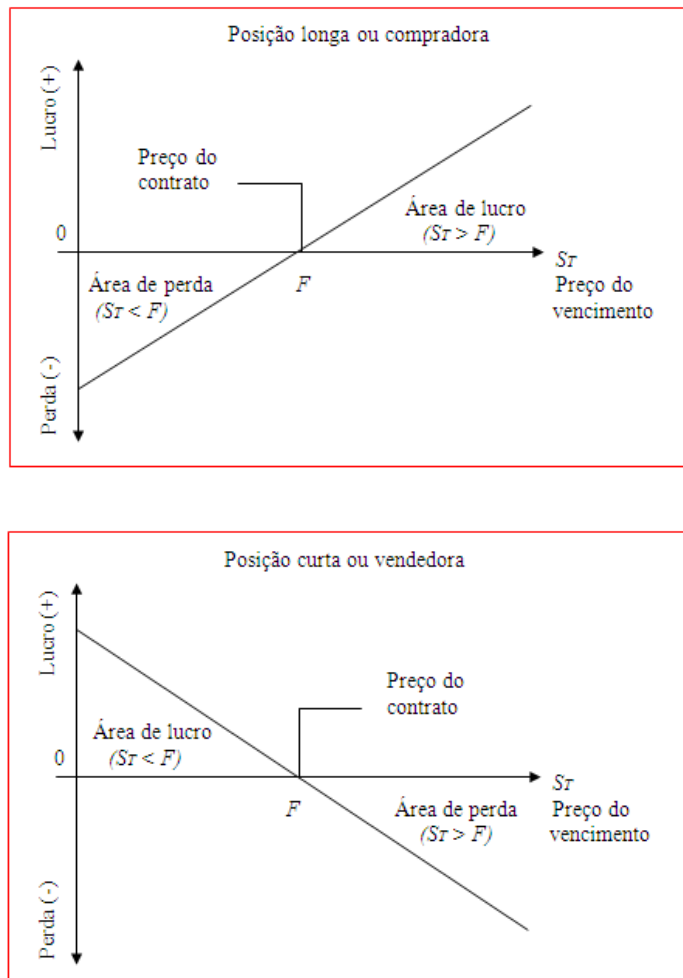 Posição longa ou compradora
Lucro (+)
Preço do
contrato
Área de lucro
(ST > F)
0
Área de perda
(ST < F)
F
ST
Preço do
vencimento
Perda (-)
Posição curta ou vendedora
Lucro (+)
Preço do
contrato
Área de lucro
(ST < F)
0
F
Área de perda
(ST > F)
ST
Preço do
vencimento
Perda (-)